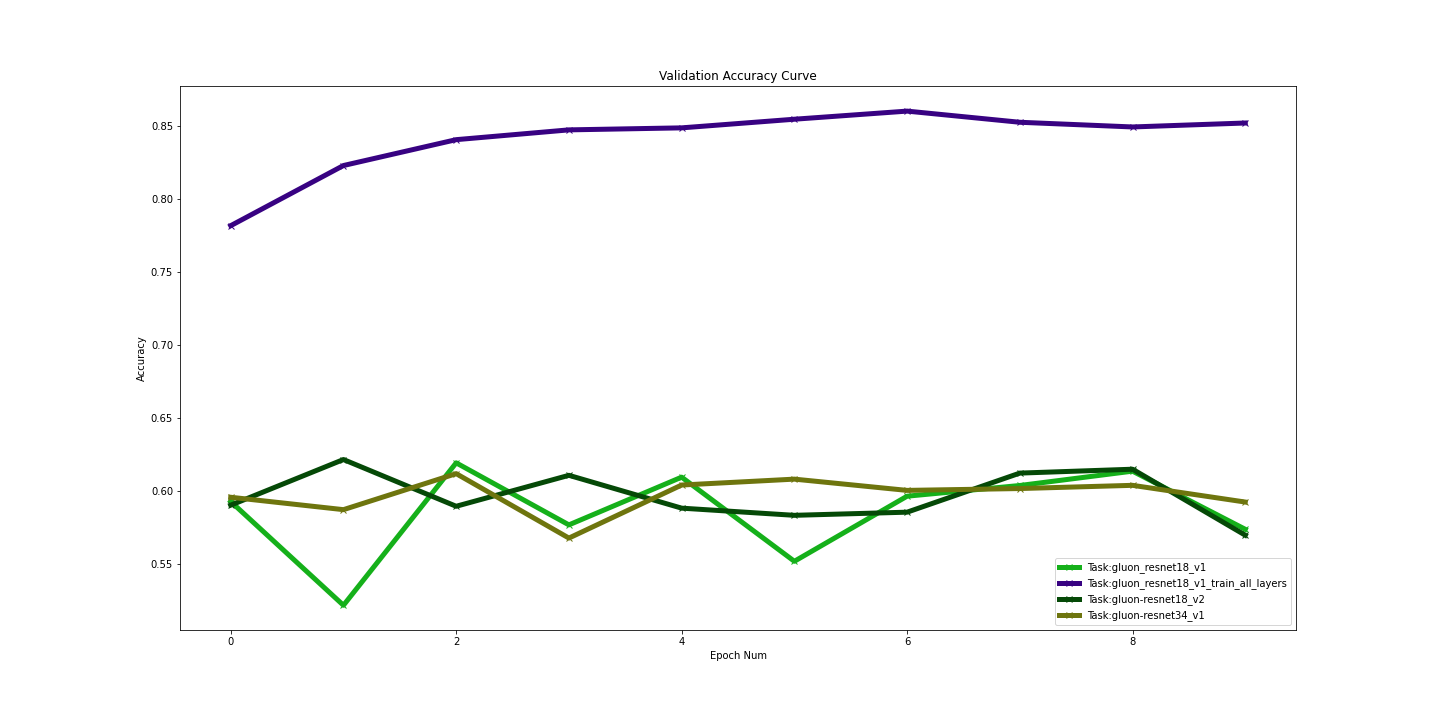 Validation Accuracy Curve
0.85
0.80
0.75
0.70
0.65
0.60
0.55
Accuracy
Task:gluon_resnet18_v1
Task:gluon_resnet18_v1_train_all_layers
Task:gluon-resnet18_v2
Task:gluon-resnet34_v1
0 2 4 6 8
Epoch Num